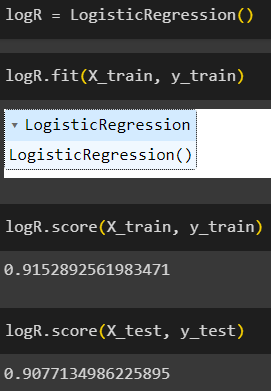 logR = LogisticRegression()
logR.fit(X_train, y_train)
▾ LogisticRegression
LogisticRegression()
logR.score(X_train, y_train)
0.9152892561983471
logR.score(X_test, y_test)
0.9077134986225895